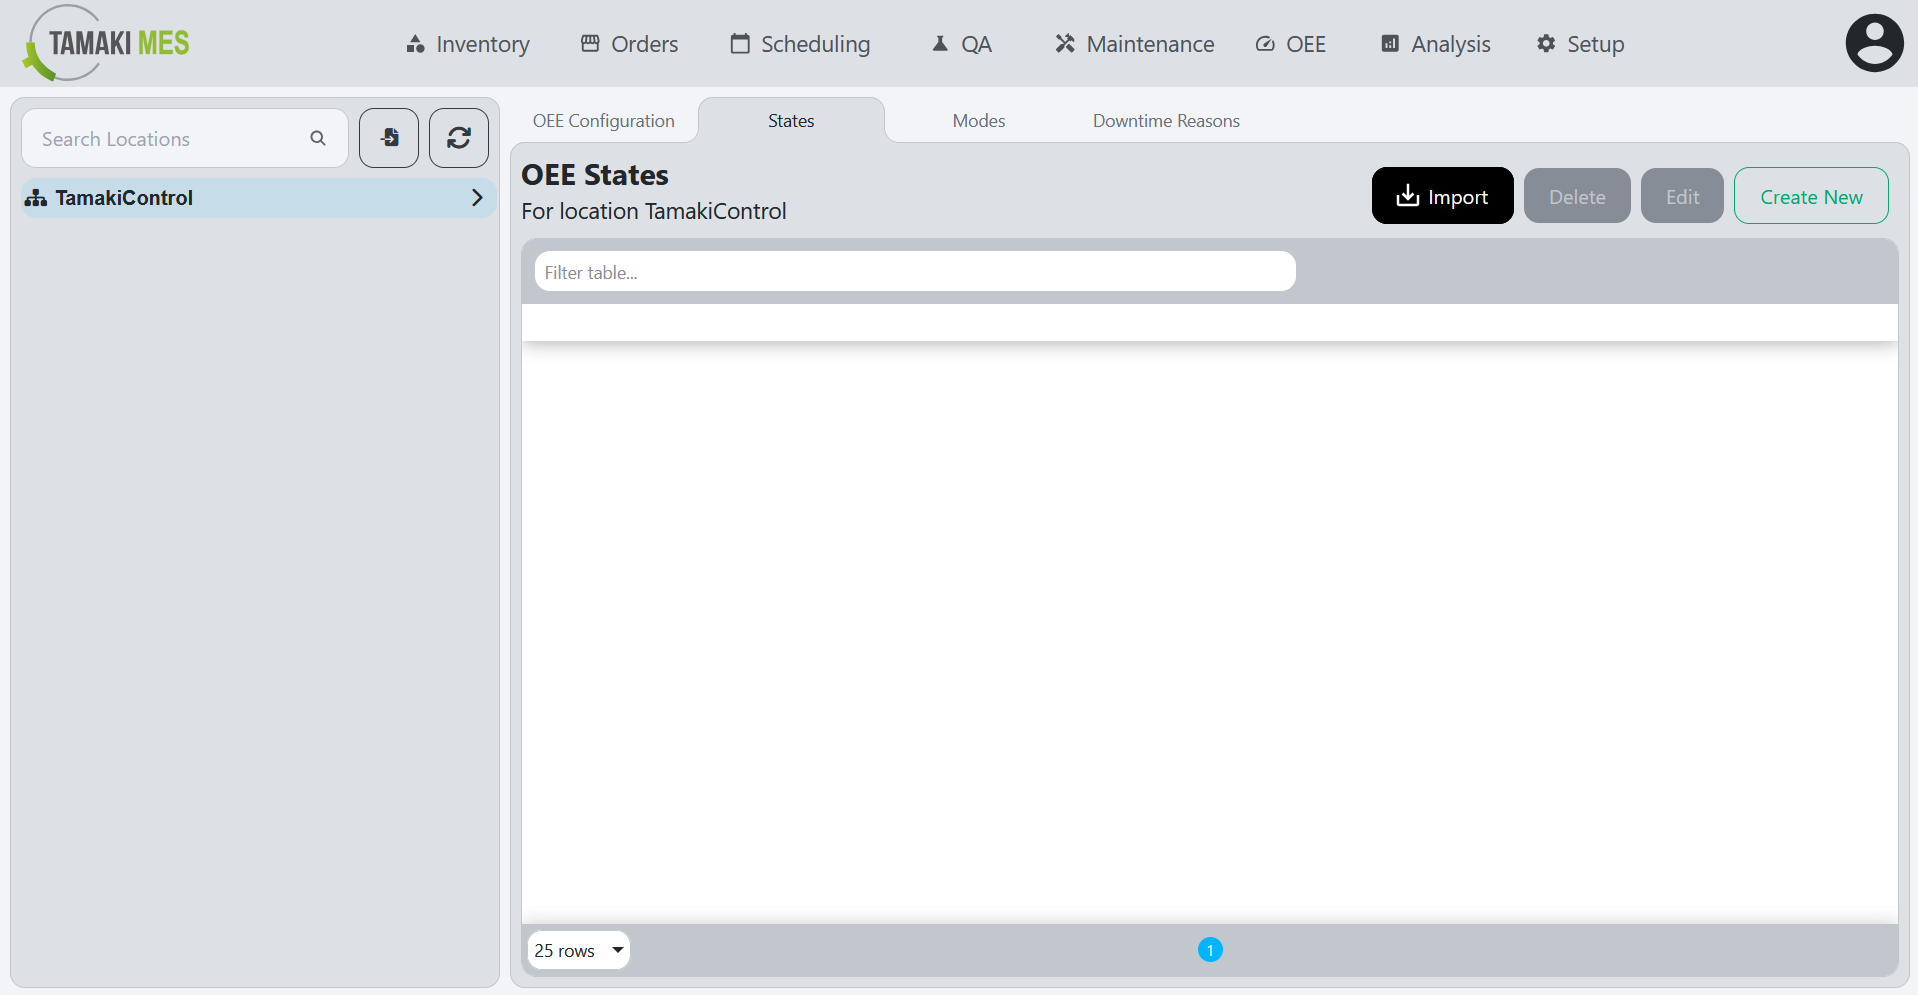 TAMAKI MES
Inventory
Orders
Scheduling
QA
Maintenance
OEE
Analysis
Setup
Search Locations
TamakiControl
OEE Configuration
States
Modes
Downtime Reasons
OEE States
For location TamakiControl
Import
Delete
Edit
Create New
Filter table...
25 rows
1